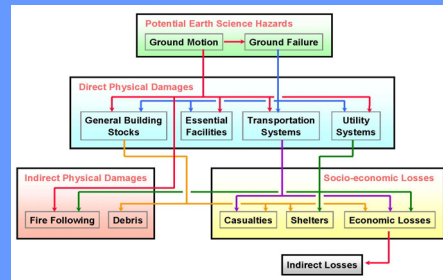 Potential Earth Science Hazards
Ground Motion
Ground Failure
Direct Physical Damages
General Building
Stocks
Essential
Facilities
Transportation
Systems
Utility
Systems
Indirect Physical Damages
Socio-economic Losses
Fire Following
Debris
Casualties
Shelters
Economic Losses
Indirect Losses